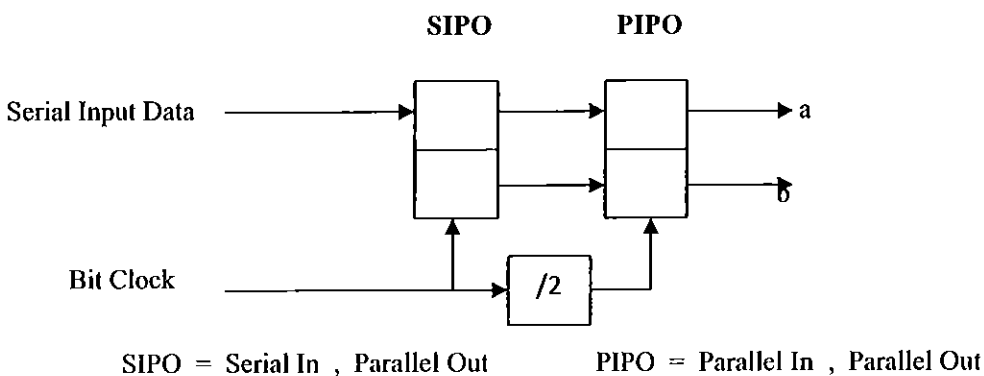 SIPO PIPO
Serial Input Data
a
b
Bit Clock
/2
SIPO = Serial In , Parallel Out PIPO = Parallel In , Parallel Out